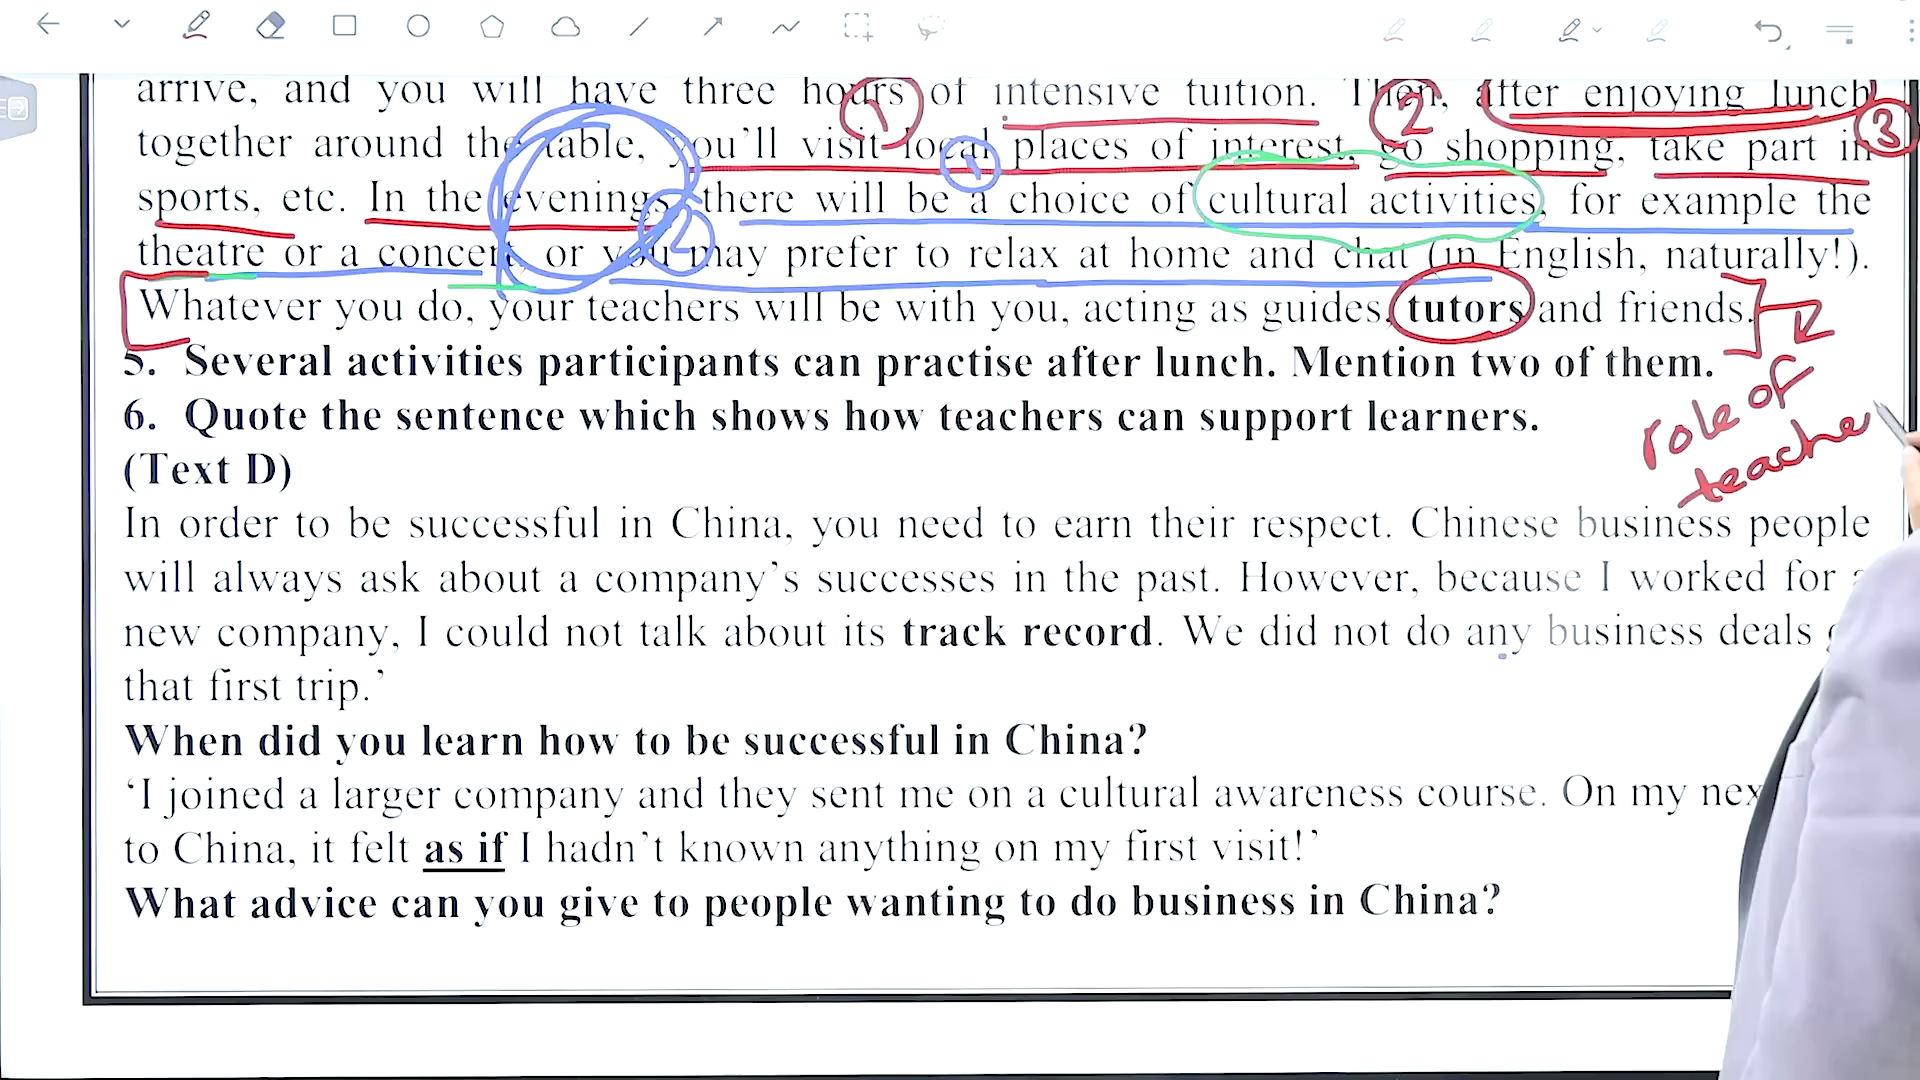 arrive, and you will have three hours of intensive tuition. Then, after enjoying lunch
① ② ③
together around the table, you’ll visit local places of interest, go shopping, take part in
①
sports, etc. In the evenings there will be a choice of cultural activities, for example the
②
theatre or a concert, or you may prefer to relax at home and chat (in English, naturally!).
Whatever you do, your teachers will be with you, acting as guides, tutors and friends.
5. Several activities participants can practise after lunch. Mention two of them.
role of
teache
6. Quote the sentence which shows how teachers can support learners.
(Text D)
In order to be successful in China, you need to earn their respect. Chinese business people
will always ask about a company’s successes in the past. However, because I worked for
new company, I could not talk about its track record. We did not do any business deals
that first trip.’
When did you learn how to be successful in China?
‘I joined a larger company and they sent me on a cultural awareness course. On my
to China, it felt as if I hadn’t known anything on my first visit!’
What advice can you give to people wanting to do business in China?